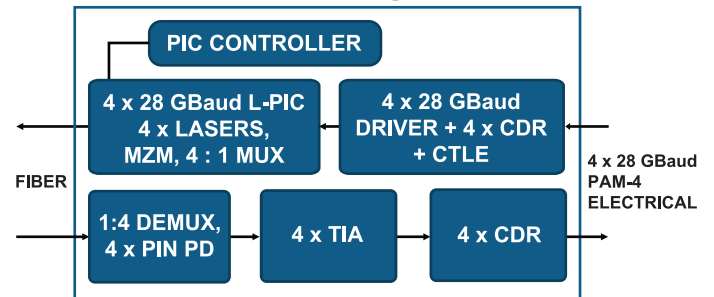 PIC CONTROLLER
4 x 28 GBaud L-PIC
4 x LASERS,
MZM, 4 : 1 MUX
4 x 28 GBaud
DRIVER + 4 x CDR
+ CTLE
FIBER
4 x 28 GBaud
PAM-4
ELECTRICAL
1:4 DEMUX,
4 x PIN PD
4 x TIA
4 x CDR